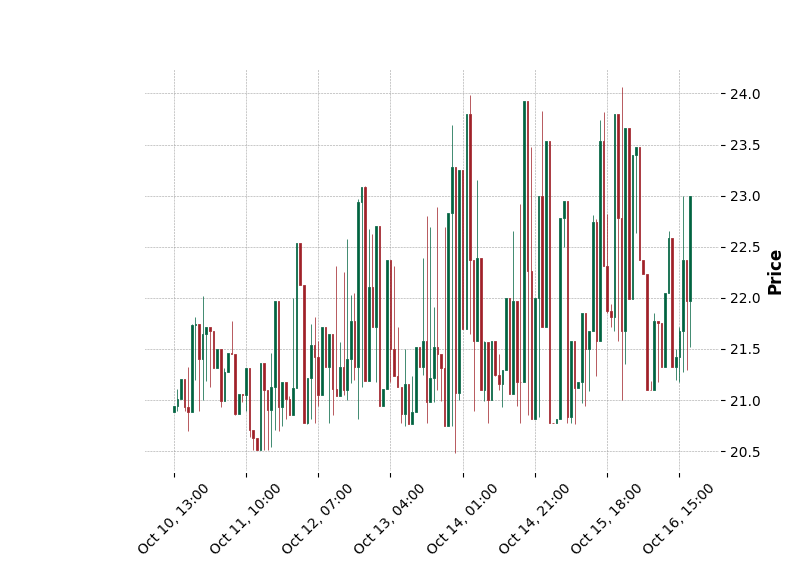 24.0
23.5
23.0
22.5
22.0
21.5
21.0
20.5
Price
Oct 10, 13:00
Oct 11, 10:00
Oct 12, 07:00
Oct 13, 04:00
Oct 14, 01:00
Oct 14, 21:00
Oct 15, 18:00
Oct 16, 15:00